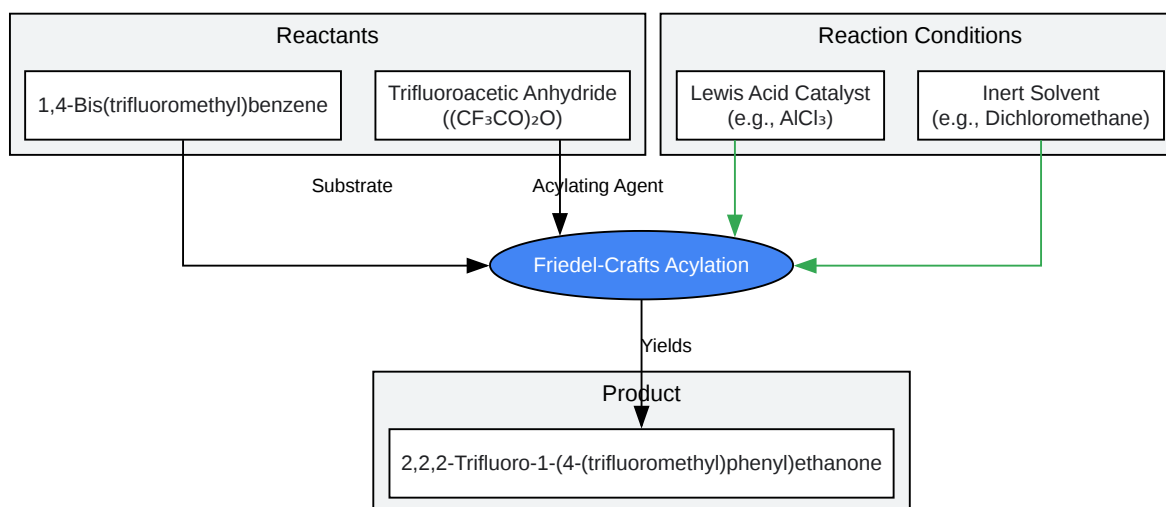 Reactants
Reaction Conditions
1,4-Bis(trifluoromethyl)benzene
Trifluoroacetic Anhydride
((CF₃CO)₂O)
Lewis Acid Catalyst
(e.g., AlCl₃)
Inert Solvent
(e.g., Dichloromethane)
Substrate
Acylating Agent
Friedel-Crafts Acylation
Yields
Product
2,2,2-Trifluoro-1-(4-(trifluoromethyl)phenyl)ethanone